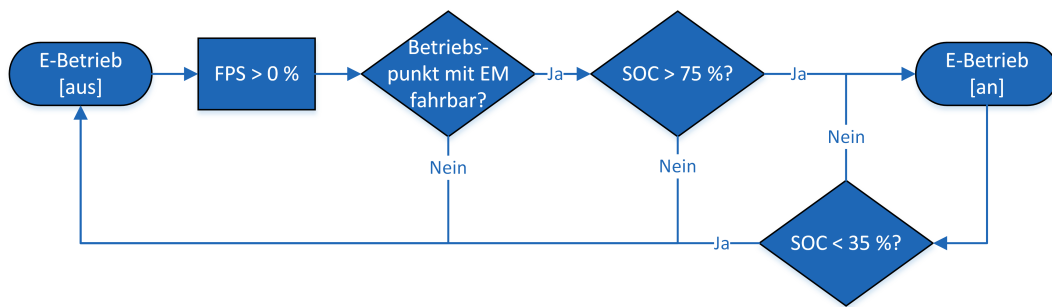 E-Betrieb
[aus]
FPS > 0 %
Betriebs-
punkt mit EM
fahrbar?
Ja
SOC > 75 %?
Ja
E-Betrieb
[an]
Nein
Nein
Nein
Ja
SOC < 35 %?